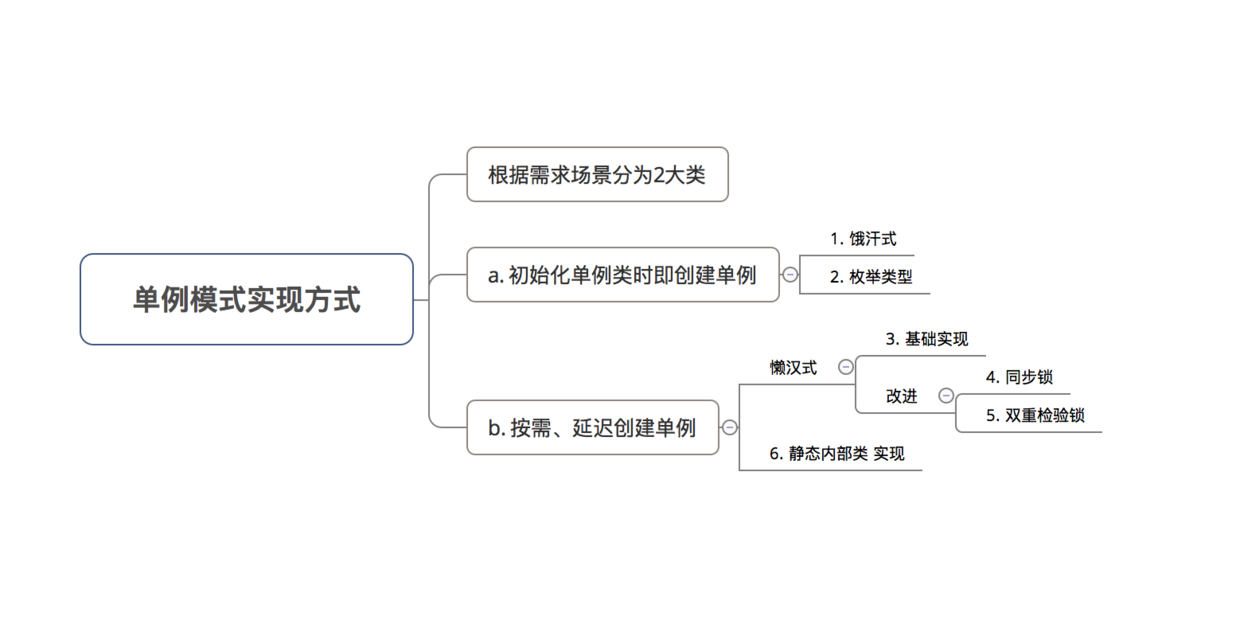 单例模式实现方式
根据需求场景分为2大类
a. 初始化单例类时即创建单例
1. 饿汗式
2. 枚举类型
b. 按需、延迟创建单例
懒汉式
3. 基础实现
改进
4. 同步锁
5. 双重检验锁
6. 静态内部类 实现